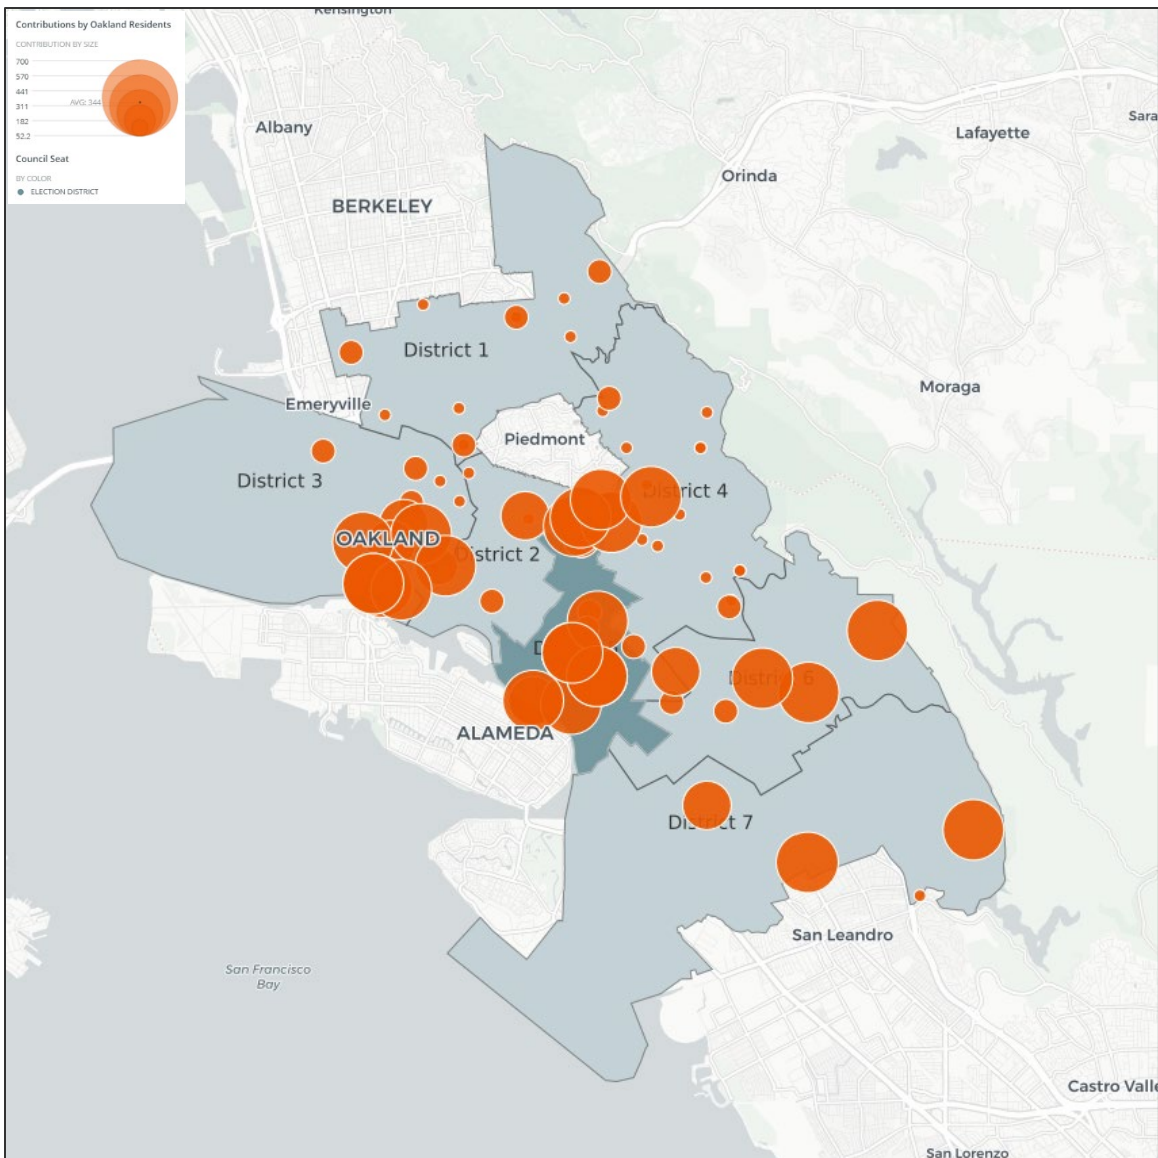 Kensington
Contributions by Oakland Residents
CONTRIBUTION BY SIZE
700
570
441
AVG: 344
311
182
52.2
Council Seat
BY COLOR
ELECTION DISTRICT
Albany
Lafayette
Sara
Orinda
BERKELEY
District 1
Moraga
Emeryville
Piedmont
District 3
District 4
OAKLAND
District 2
District 6
ALAMEDA
District 7
San Leandro
San Francisco
Bay
Castro Valle
San Lorenzo